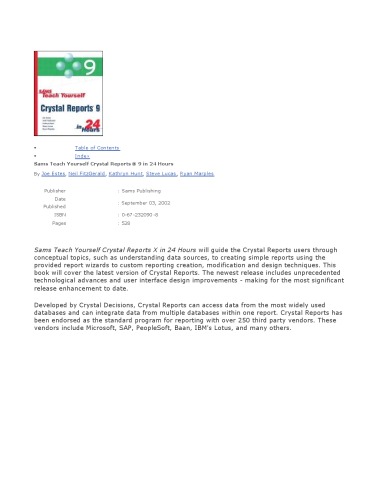 9
SAMS
Teach Yourself
Crystal Reports 9
in 24
Hours
• Table of Contents
• Index
Sams Teach Yourself Crystal Reports® 9 in 24 Hours
By Joe Estes, Neil FitzGerald, Kathryn Hunt, Steve Lucas, Ryan Marples
Publisher : Sams Publishing
Date
Published : September 03, 2002
ISBN : 0-67-232090-8
Pages : 528
Sams Teach Yourself Crystal Reports X in 24 Hours will guide the Crystal Reports users through
conceptual topics, such as understanding data sources, to creating simple reports using the
provided report wizards to custom reporting creation, modification and design techniques. This
book will cover the latest version of Crystal Reports. The newest release includes unprecedented
technological advances and user interface design improvements - making for the most significant
release enhancement to date.
Developed by Crystal Decisions, Crystal Reports can access data from the most widely used
databases and can integrate data from multiple databases within one report. Crystal Reports has
been endorsed as the standard program for reporting with over 250 third party vendors. These
vendors include Microsoft, SAP, PeopleSoft, Baan, IBM's Lotus, and many others.